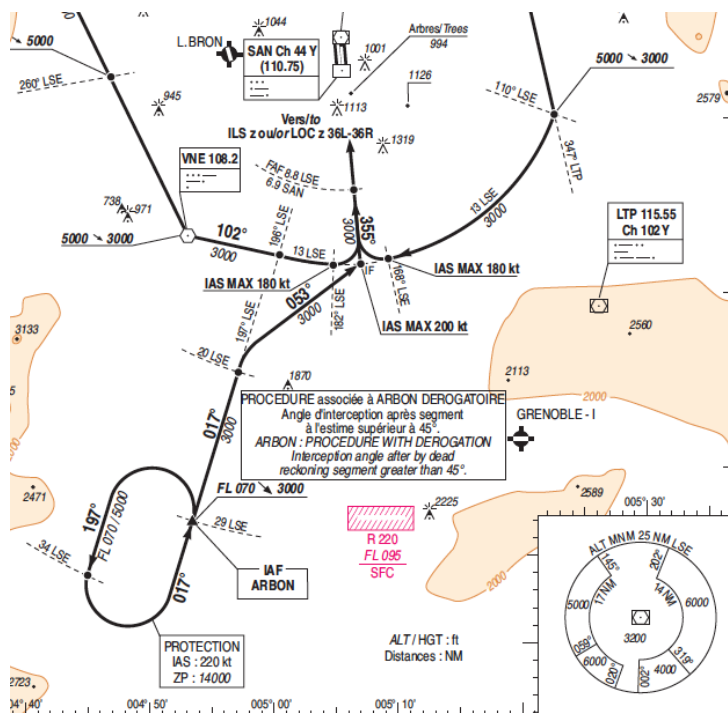 1044
5000
L.BRON
SAN Ch 44 Y
(110.75)
1001
Arbres/Trees
994
5000 3000
260° LSE
945
1113
1126
110° LSE
2579
Vers/to
ILS z ou/or LOC z 36L-36R
1319
347° LTP
VNE 108.2
FAF 8.8 LSE
6.9 SAN
738
971
196° LSE
13 LSE
3000
LTP 115.55
Ch 102 Y
5000 3000
102°
3000
13 LSE
355°
3000
IF
168° LSE
IAS MAX 180 kt
IAS MAX 180 kt
053°
3000
182° LSE
IAS MAX 200 kt
3133
197° LSE
2560
20 LSE
1870
2113
2000
PROCEDURE associée à ARBON DEROGATOIRE
Angle d'interception après segment
à l'estime supérieur à 45°.
ARBON : PROCEDURE WITH DEROGATION
Interception angle after by dead
reckoning segment greater than 45°.
GRENOBLE - I
017°
3000
FL 070 3000
2471
197°
FL 070 / 5000
29 LSE
2225
2589
R 220
FL 095
SFC
2000
005° 30'
34 LSE
017°
IAF
ARBON
ALT MNM 25 NM LSE
145°
202°
17 NM
14 NM
5000
6000
3200
059°
6000
020°
002°
4000
319°
PROTECTION
IAS : 220 kt
ZP : 14000
ALT / HGT : ft
Distances : NM
2723
4° 40'
004° 50'
005° 00'
005° 10'